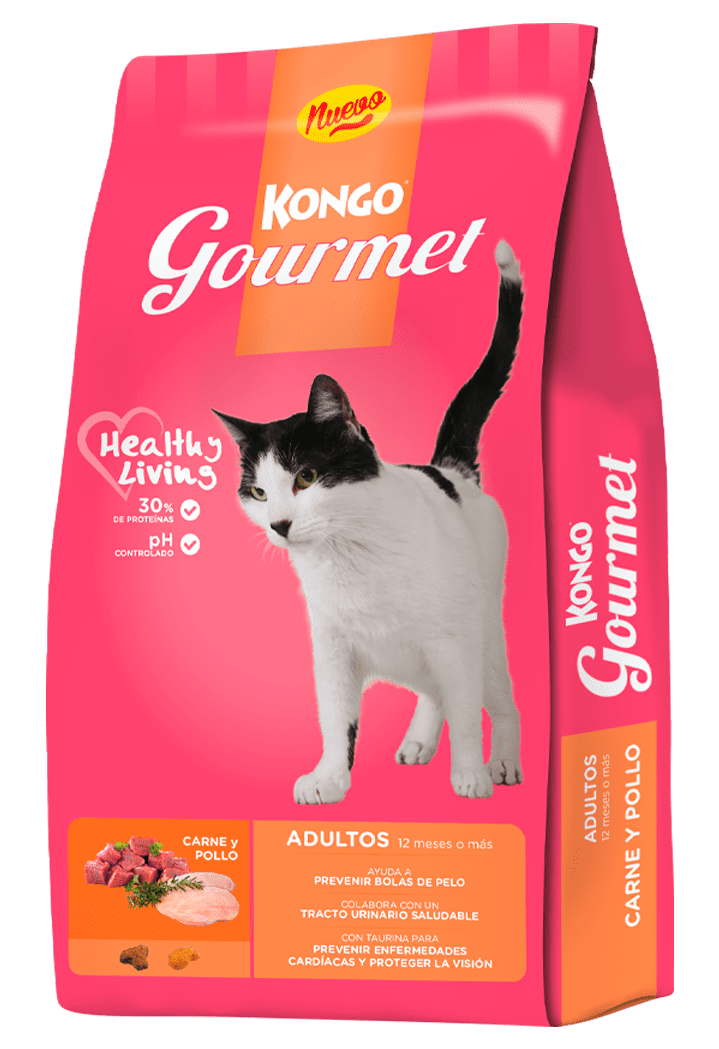 Nuevo
KONGO™
Gourmet
Healthy
Living
30%
DE PROTEÍNAS
pH
CONTROLADO
CARNE y
POLLO
ADULTOS 12 meses o más
AYUDA A
PREVENIR BOLAS DE PELO
COLABORA CON UN
TRACTO URINARIO SALUDABLE
CON TAURINA PARA
PREVENIR ENFERMEDADES
CARDÍACAS Y PROTEGER LA VISIÓN
KONGO™
Gourmet
ADULTOS
12 meses o más
CARNE Y POLLO